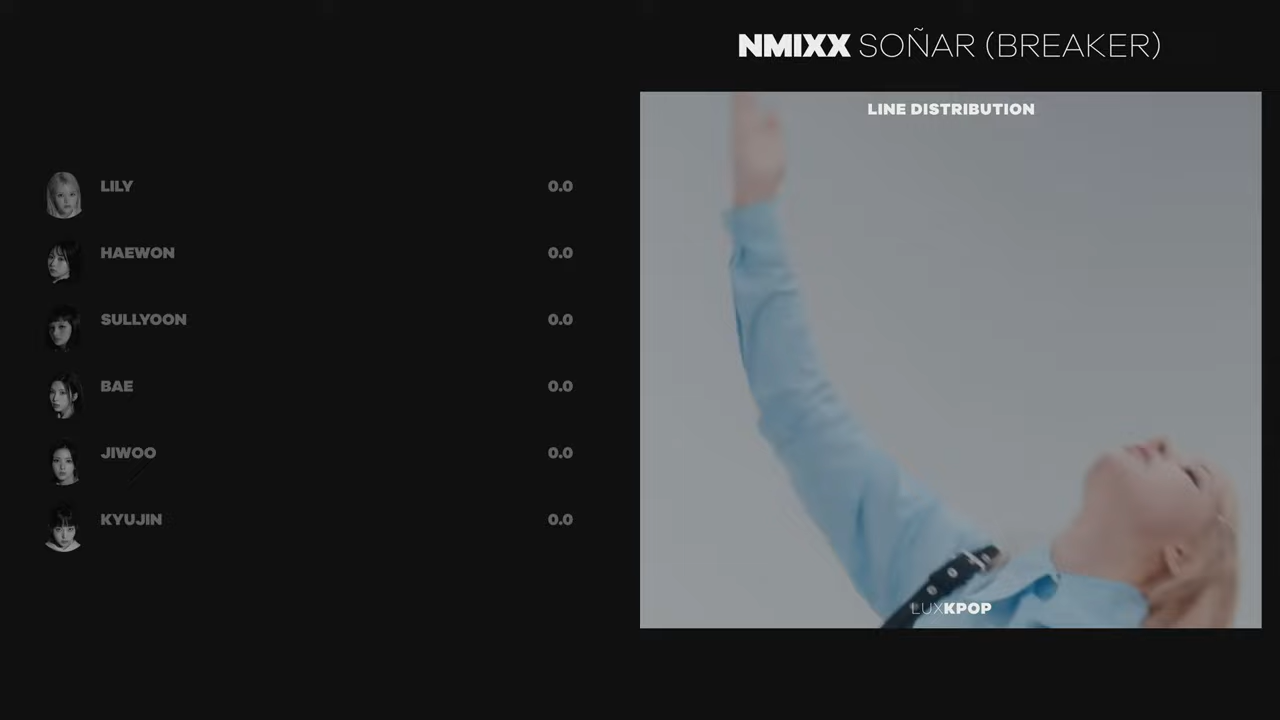 NMIXX SOÑAR (BREAKER)
LINE DISTRIBUTION
LILY 0.0
HAEWON 0.0
SULLYOON 0.0
BAE 0.0
JIWOO 0.0
KYUJIN 0.0
LUXKPOP